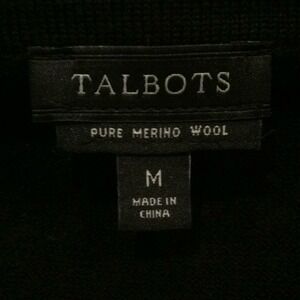 TALBOTS
PURE MERINO WOOL
M
MADE IN
CHINA